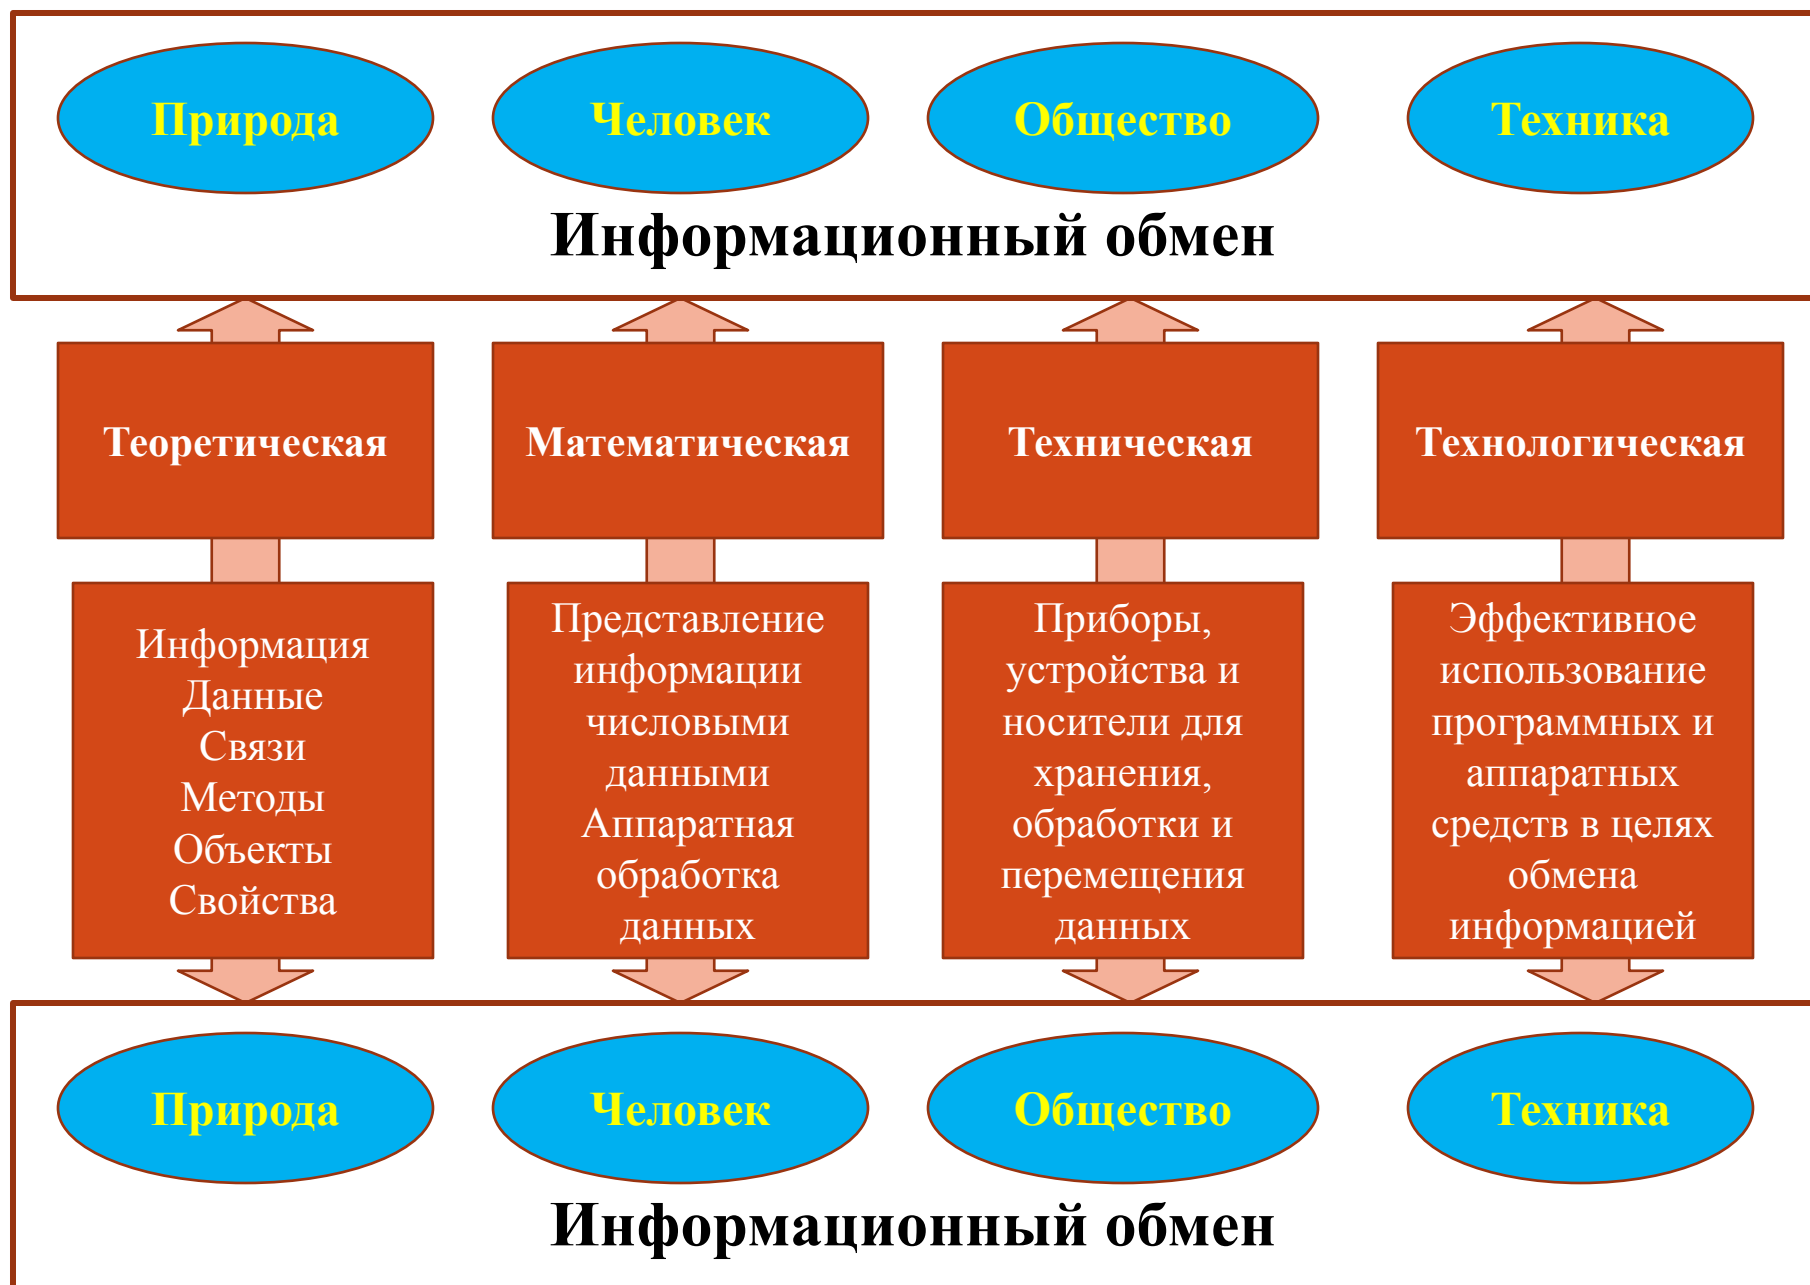 Природа
Человек
Общество
Техника
Информационный обмен
Теоретическая
Математическая
Техническая
Технологическая
Информация
Данные
Связи
Методы
Объекты
Свойства
Представление
информации
числовыми
данными
Аппаратная
обработка
данных
Приборы,
устройства и
носители для
хранения,
обработки и
перемещения
данных
Эффективное
использование
программных и
аппаратных
средств в целях
обмена
информацией
Природа
Человек
Общество
Техника
Информационный обмен